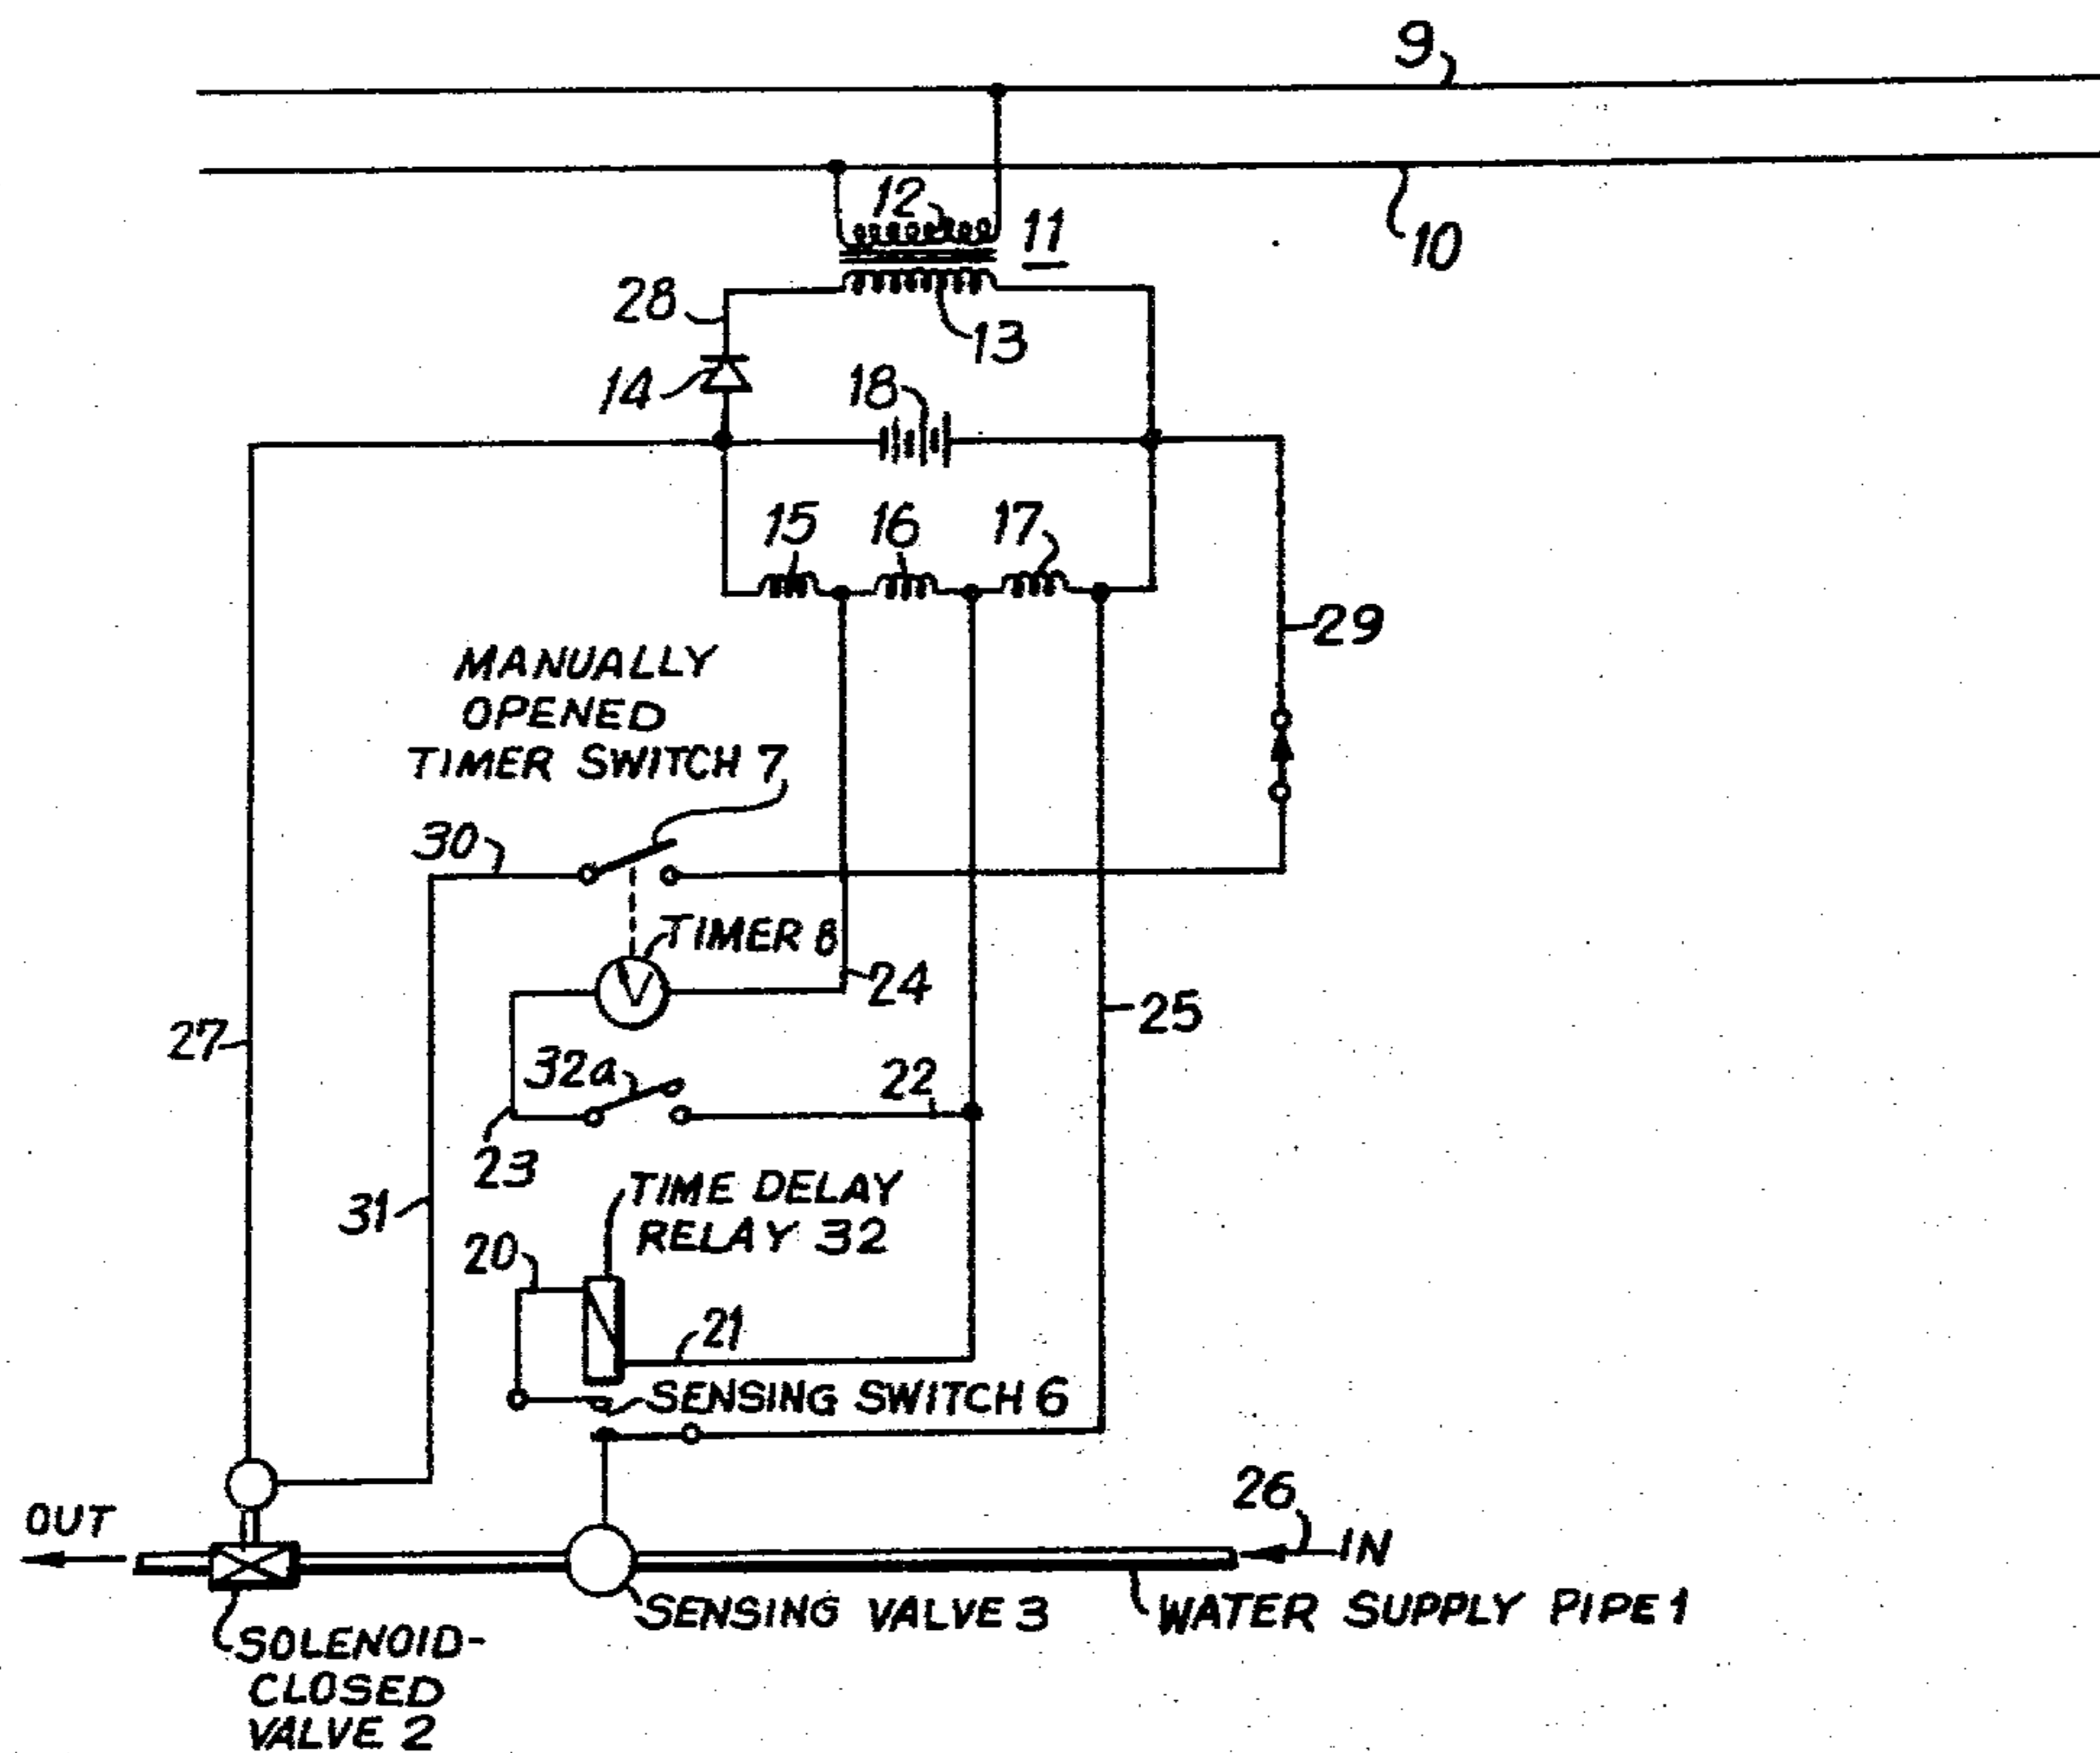 9
12
11
10
28
13
14
18
15 16 17
29
MANUALLY
OPENED
TIMER SWITCH 7
30
TIMER 8
24
25
27
32a
22
23
TIME DELAY
RELAY 32
31
20
21
SENSING SWITCH 6
26
OUT
IN
SENSING VALVE 3
WATER SUPPLY PIPE 1
SOLENOID-
CLOSED
VALVE 2